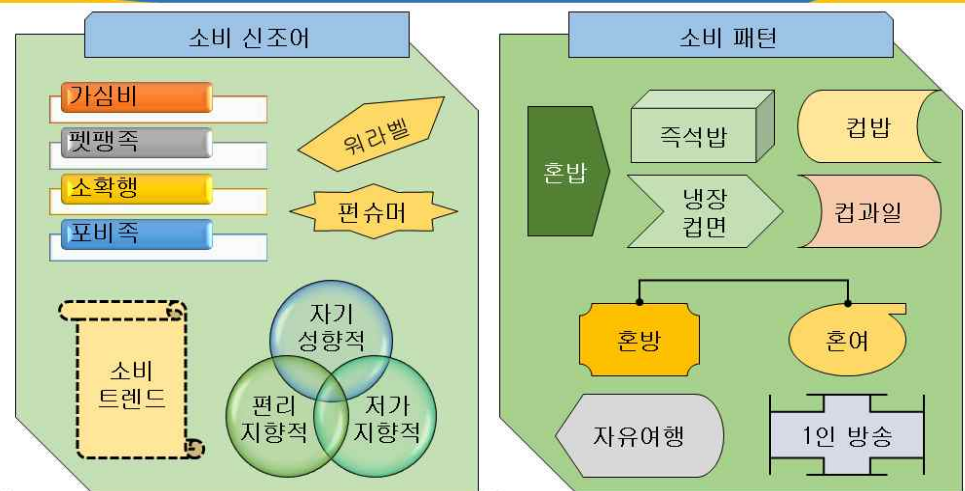 소비 신조어
가심비
펫팽족
소확행
포비족
워라벨
펀슈머
소비
트렌드
자기
성향적
편리
지향적
저가
지향적
소비 패턴
혼밥
즉석밥
컵밥
냉장
컵면
컵과일
혼방
혼여
자유여행
1인 방송